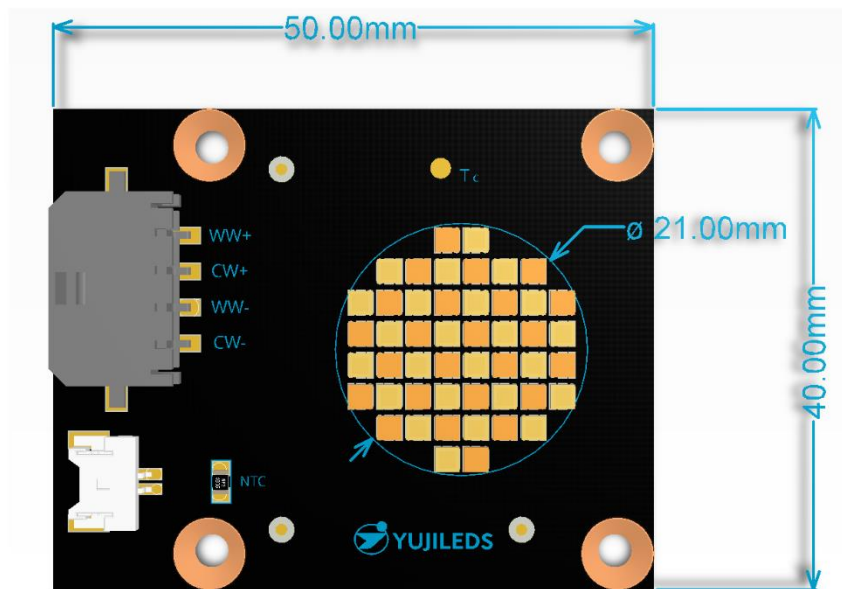 50.00mm
Tc
WW+
CW+
WW-
CW-
ø 21.00mm
40.00mm
NTC
YUJILEDS